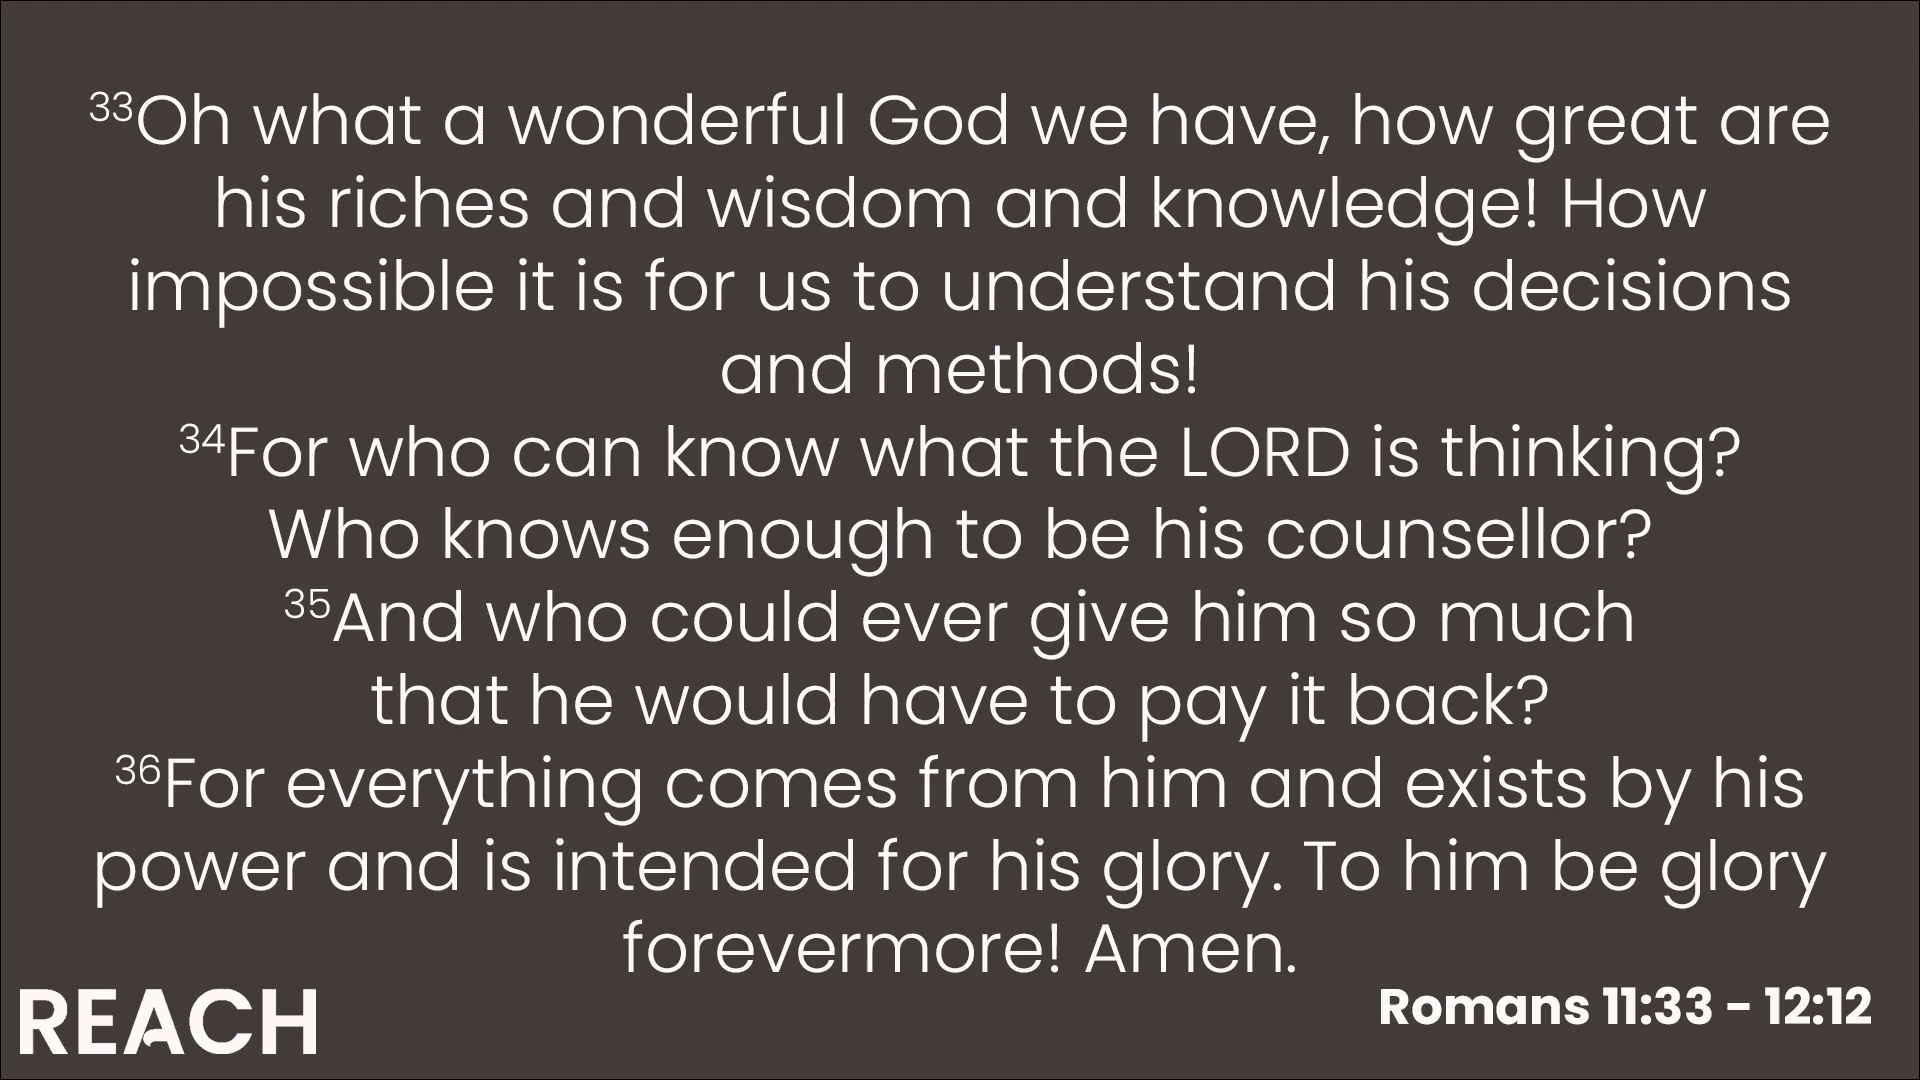 33Oh what a wonderful God we have, how great are
his riches and wisdom and knowledge! How
impossible it is for us to understand his decisions
and methods!
34For who can know what the LORD is thinking?
Who knows enough to be his counsellor?
35And who could ever give him so much
that he would have to pay it back?
36For everything comes from him and exists by his
power and is intended for his glory. To him be glory
forevermore! Amen.
REACH
Romans 11:33 - 12:12